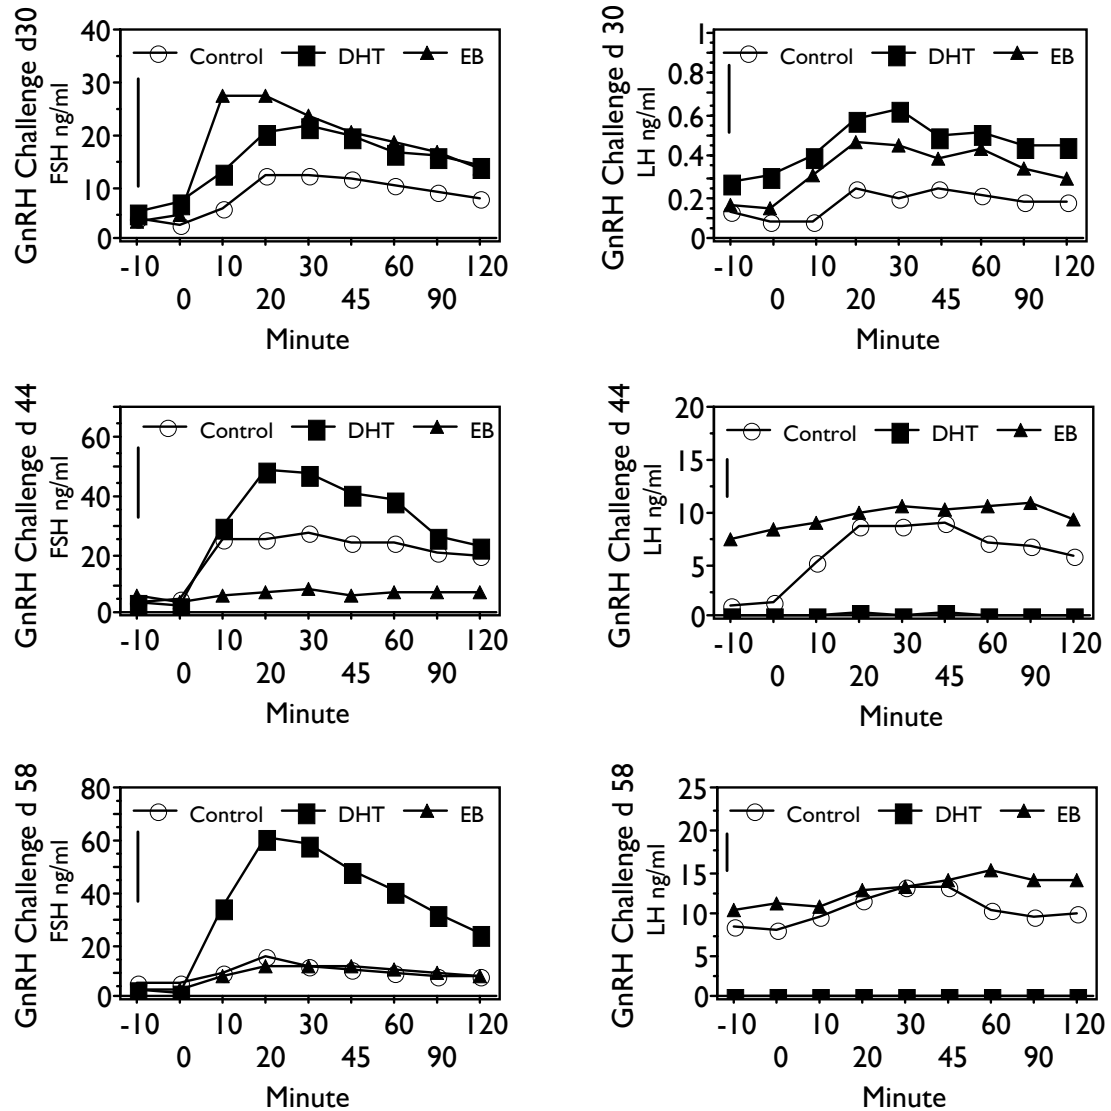 GnRH Challenge d30
FSH ng/ml
40
30
20
10
0
Control DHT EB
-10 10 20 30 45 60 90 120
0 20 45 90
Minute
GnRH Challenge d 30
LH ng/ml
1
0.8
0.6
0.4
0.2
0
Control DHT EB
-10 10 30 60 120
0 20 45 90
Minute
GnRH Challenge d 44
FSH ng/ml
60
40
20
0
Control DHT EB
-10 10 30 60 120
0 20 45 90
Minute
GnRH Challenge d 44
LH ng/ml
20
15
10
5
0
Control DHT EB
-10 10 30 60 120
0 20 45 90
Minute
GnRH Challenge d 58
FSH ng/ml
80
60
40
20
0
Control DHT EB
-10 10 30 60 120
0 20 45 90
Minute
GnRH Challenge d 58
LH ng/ml
25
20
15
10
5
0
Control DHT EB
-10 10 30 60 120
0 20 45 90
Minute